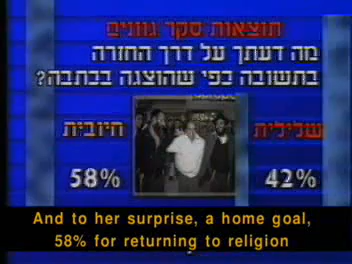 תוצאות סקר גוונים
מה דעתך על דרך החזרה
בתשובה כפי שהוצגה בכתבה?
חיובית
שלילית
58%
42%
And to her surprise, a home goal,
58% for returning to religion